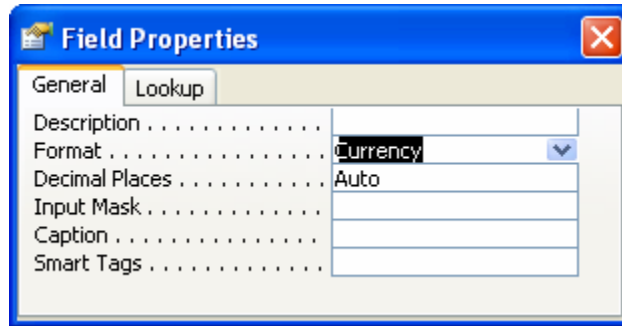 Field Properties
General Lookup
Description . . . . . . . . . . . . .
Format . . . . . . . . . . . . . . . . Currency
Decimal Places . . . . . . . . . . . Auto
Input Mask . . . . . . . . . . . . .
Caption . . . . . . . . . . . . . . .
Smart Tags . . . . . . . . . . . . .